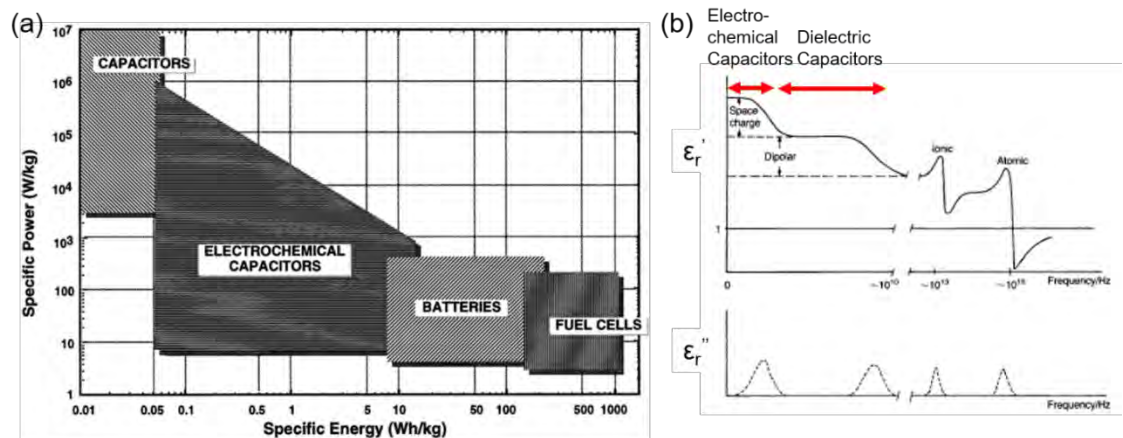 (a)
10⁷
10⁶
10⁵
10⁴
10³
100
10
1
Specific Power (W/kg)
CAPACITORS
ELECTROCHEMICAL
CAPACITORS
BATTERIES
FUEL CELLS
0.01 0.05 0.1 0.5 1 5 10 50 100 500 1000
Specific Energy (Wh/kg)
(b)
Electro-
chemical Dielectric
Capacitors Capacitors
Space
charge
Dipolar
Ionic
Atomic
εr'
1
0 ~10¹⁰ ~10¹³ ~10¹⁵
Frequency/Hz
εr"
Frequency/Hz